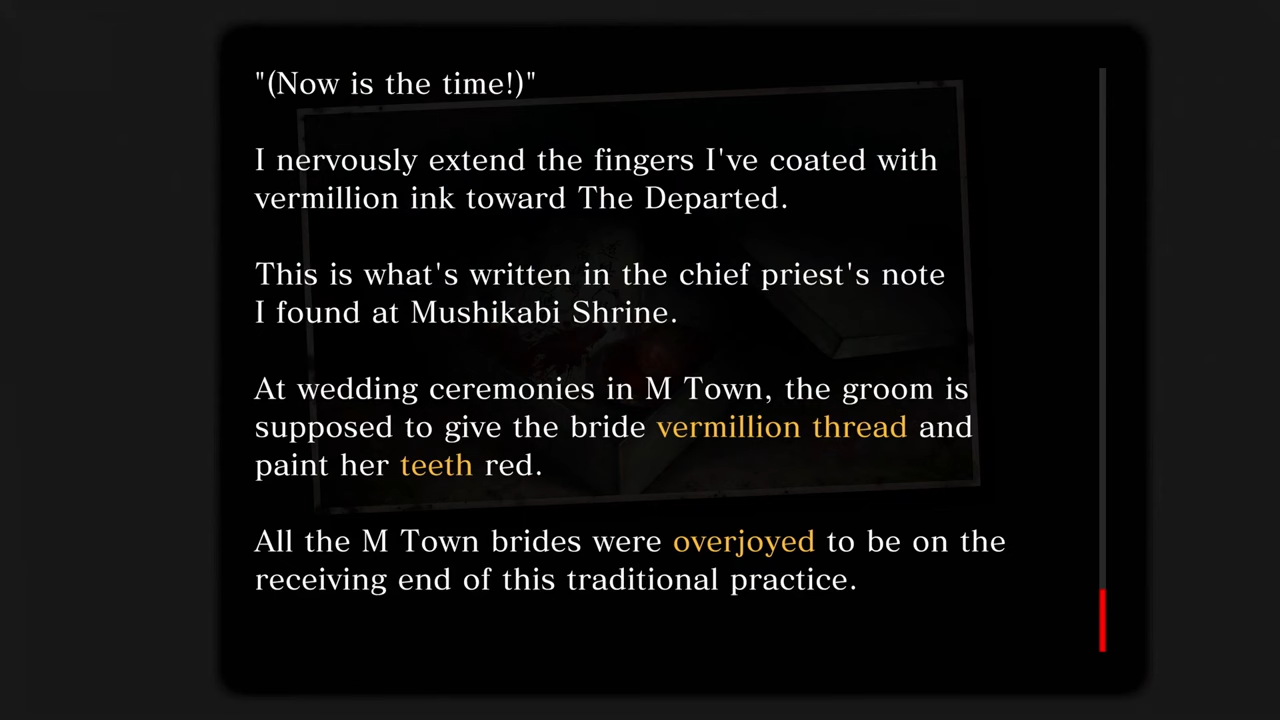 "(Now is the time!)"
I nervously extend the fingers I've coated with
vermillion ink toward The Departed.
This is what's written in the chief priest's note
I found at Mushikabi Shrine.
At wedding ceremonies in M Town, the groom is
supposed to give the bride vermillion thread and
paint her teeth red.
All the M Town brides were overjoyed to be on the
receiving end of this traditional practice.